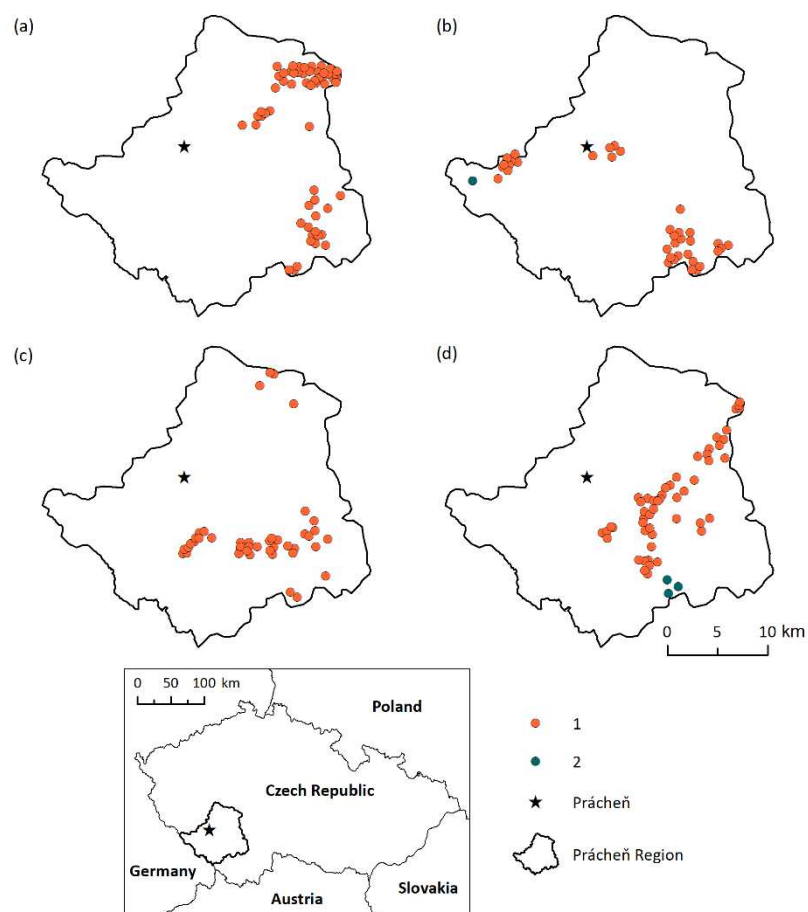 (a)
(b)
(c)
(d)
0 5 10 km
0 50 100 km
Poland
Czech Republic
Germany
Austria
Slovakia
1
2
Prácheň
Prácheň Region